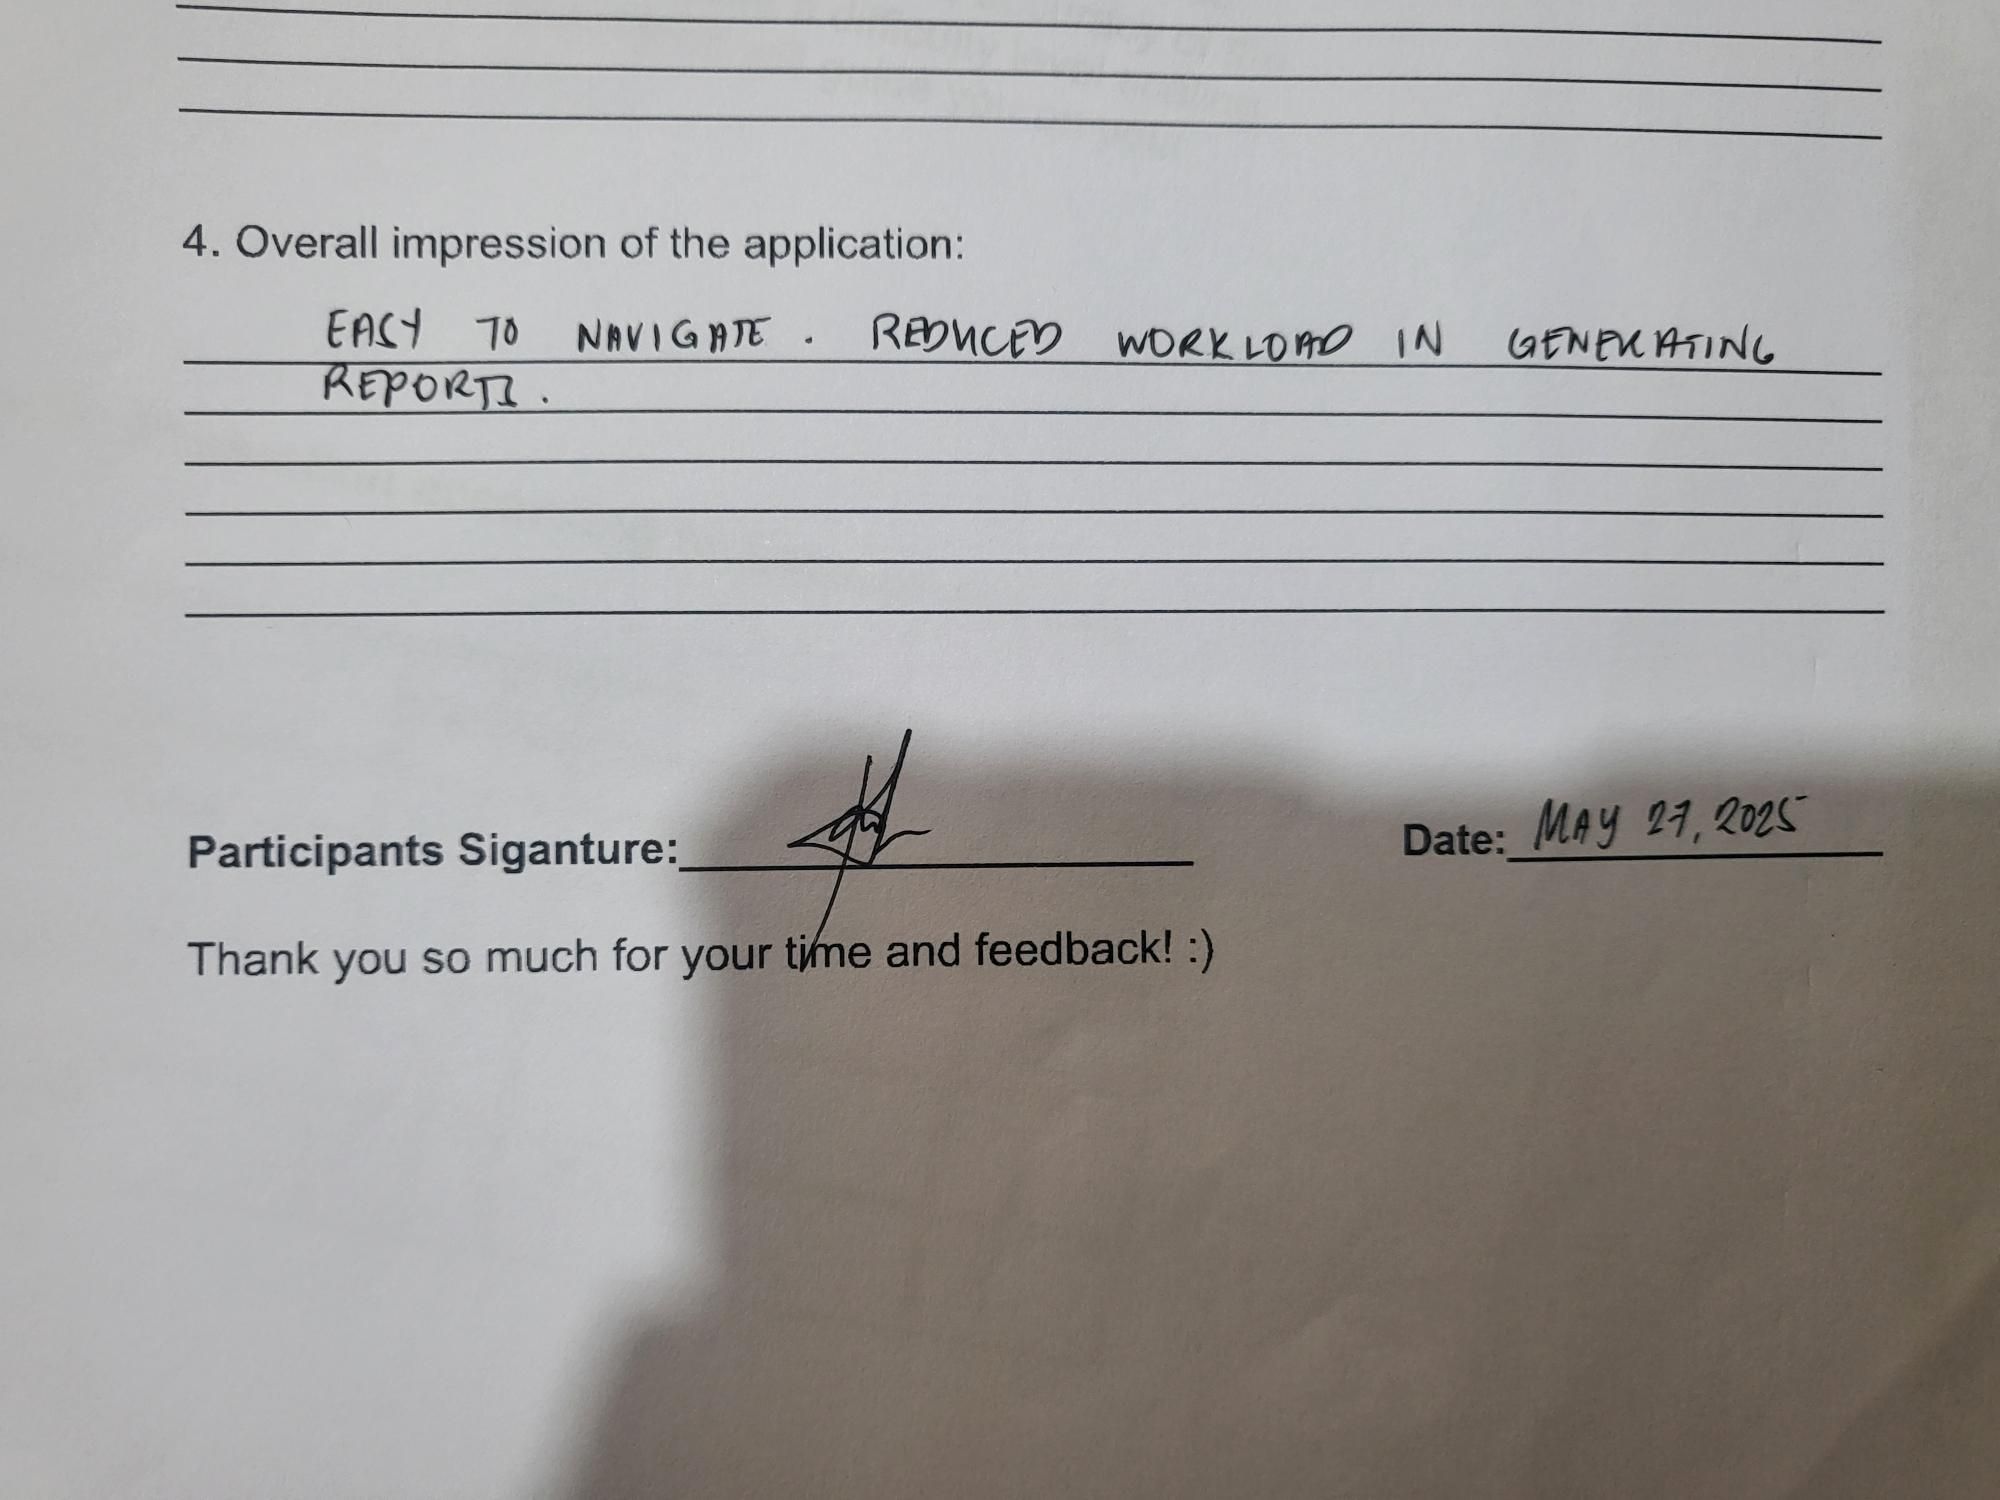 4. Overall impression of the application:
EASY TO NAVIGATE. REDUCED WORKLOAD IN GENERATING
REPORTS.
Participants Siganture: Date: MAY 27, 2025
Thank you so much for your time and feedback! :)